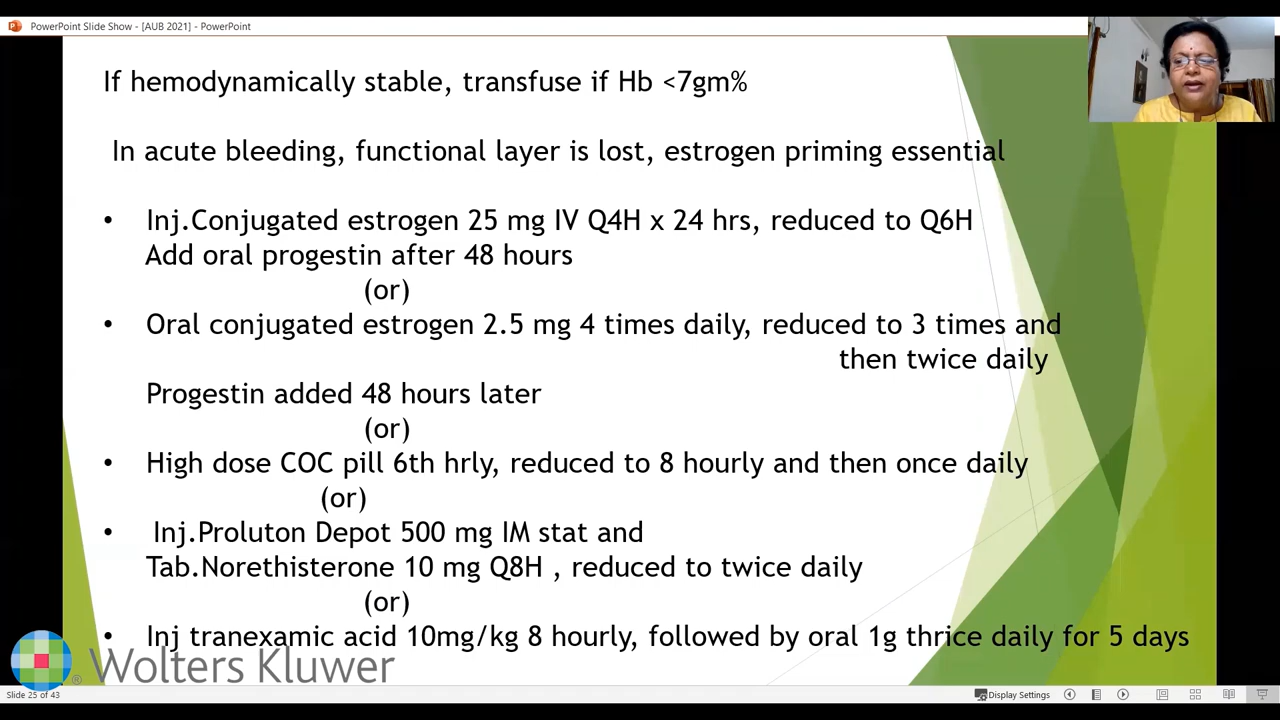 PowerPoint Slide Show - [AUB 2021] - PowerPoint
If hemodynamically stable, transfuse if Hb <7gm%
In acute bleeding, functional layer is lost, estrogen priming essential
• Inj.Conjugated estrogen 25 mg IV Q4H x 24 hrs, reduced to Q6H
Add oral progestin after 48 hours
(or)
• Oral conjugated estrogen 2.5 mg 4 times daily, reduced to 3 times and
then twice daily
Progestin added 48 hours later
(or)
• High dose COC pill 6th hrly, reduced to 8 hourly and then once daily
(or)
• Inj.Proluton Depot 500 mg IM stat and
Tab.Norethisterone 10 mg Q8H , reduced to twice daily
(or)
• Inj tranexamic acid 10mg/kg 8 hourly, followed by oral 1g thrice daily for 5 days
® Wolters Kluwer
Slide 25 of 43
Display Settings